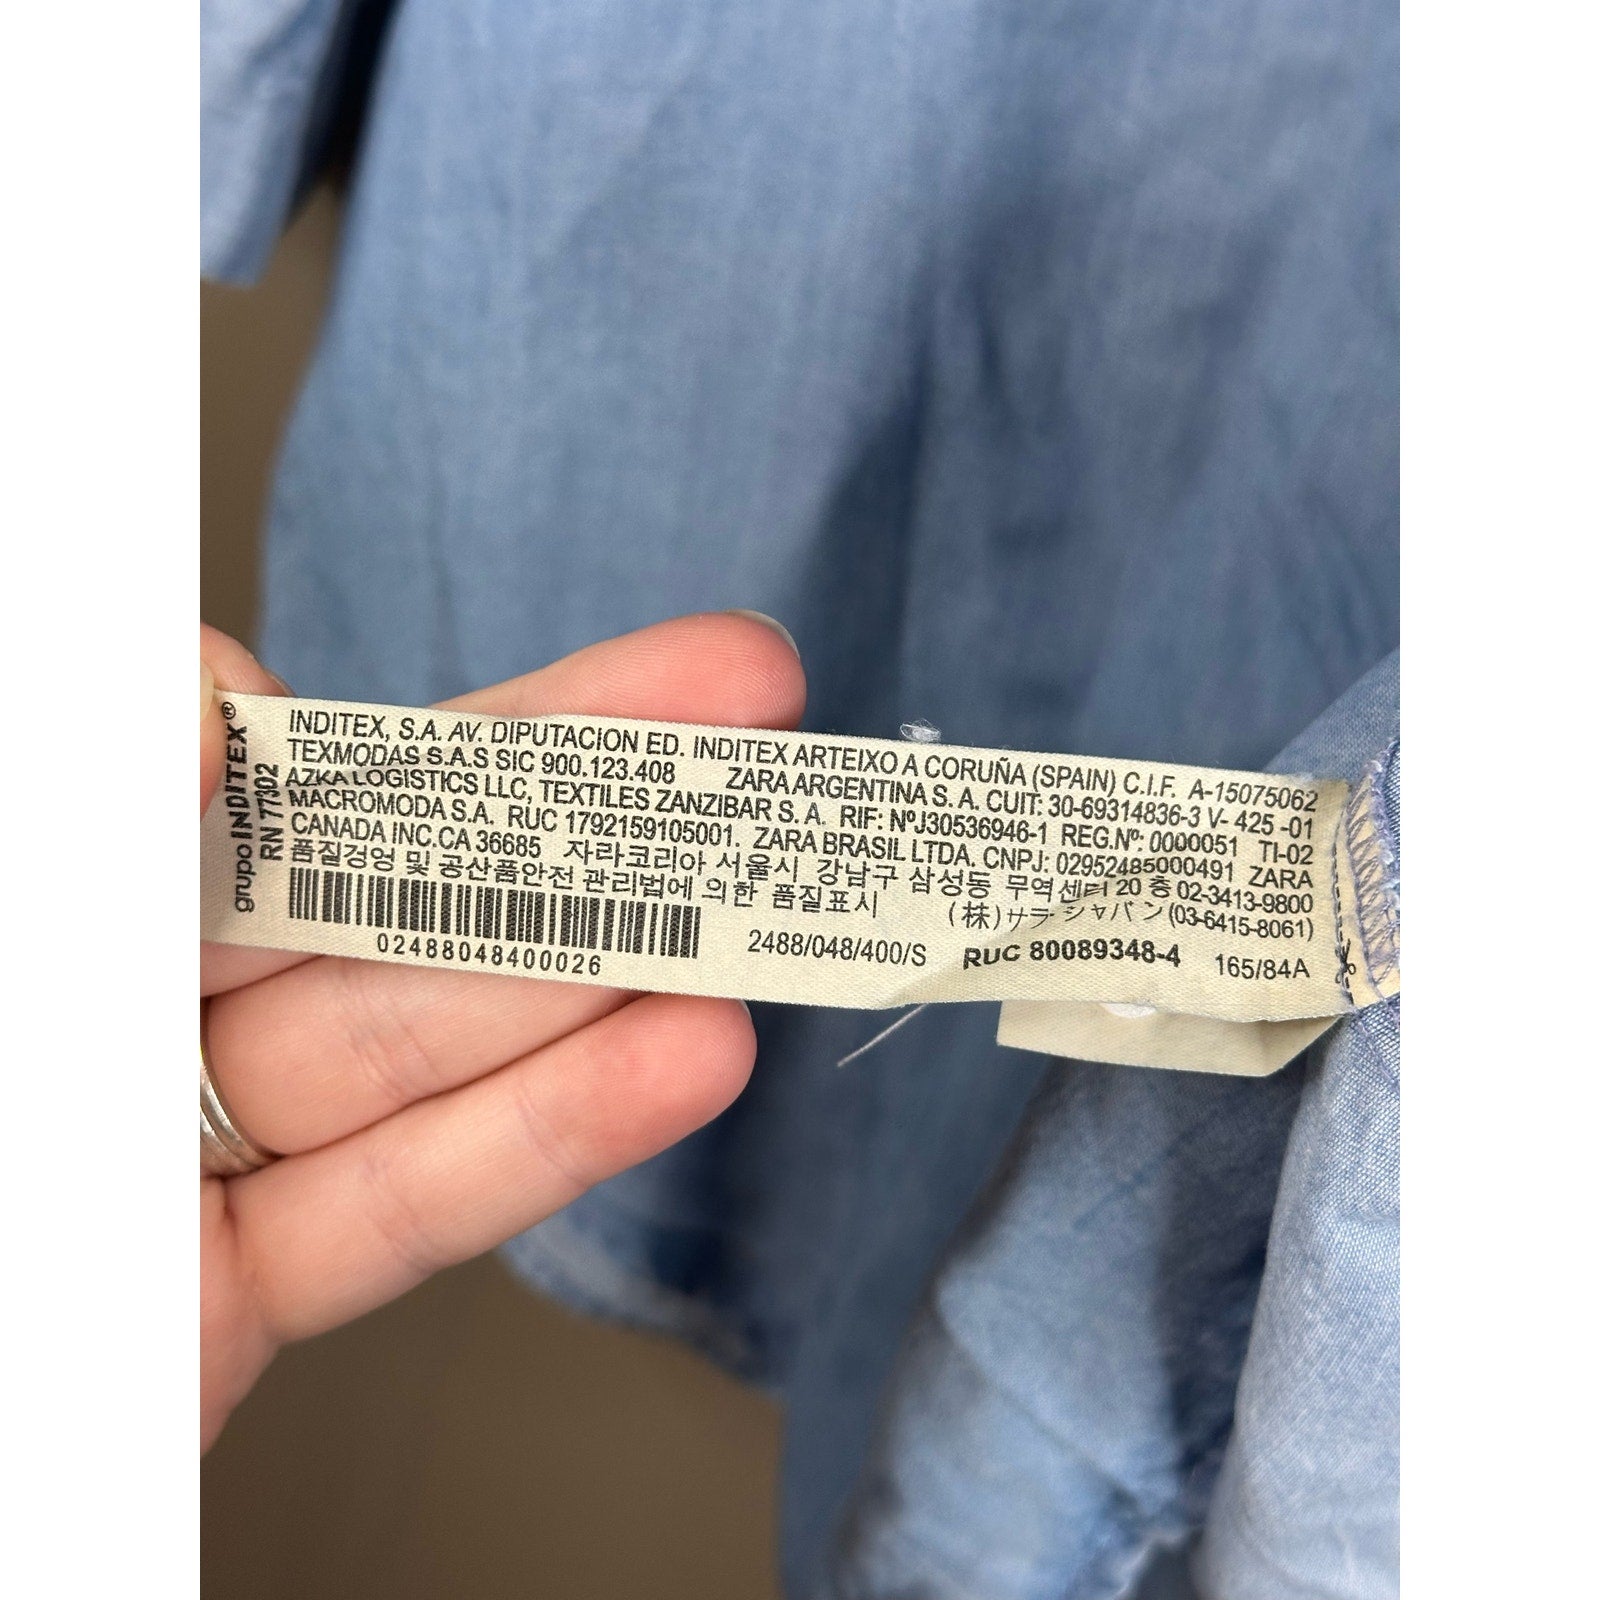 grupo INDITEX®
RN 77302
INDITEX, S.A. AV. DIPUTACION ED. INDITEX ARTEIXO A CORUÑA (SPAIN) C.I.F. A-15075062
TEXMODAS S.A.S SIC 900.123.408 ZARA ARGENTINA S. A. CUIT: 30-69314836-3 V- 425 -01
AZKA LOGISTICS LLC, TEXTILES ZANZIBAR S. A. RIF: NºJ30536946-1 REG.Nº: 0000051 TI-02
MACROMODA S.A. RUC 1792159105001. ZARA BRASIL LTDA. CNPJ: 02952485000491 ZARA
CANADA INC.CA 36685 자라코리아 서울시 강남구 삼성동 무역센터 20 층 02-3413-9800
품질경영 및 공산품안전 관리법에 의한 품질표시 (株)サラ ジャパン (03-6415-8061)
02488048400026 2488/048/400/S RUC 80089348-4 165/84A